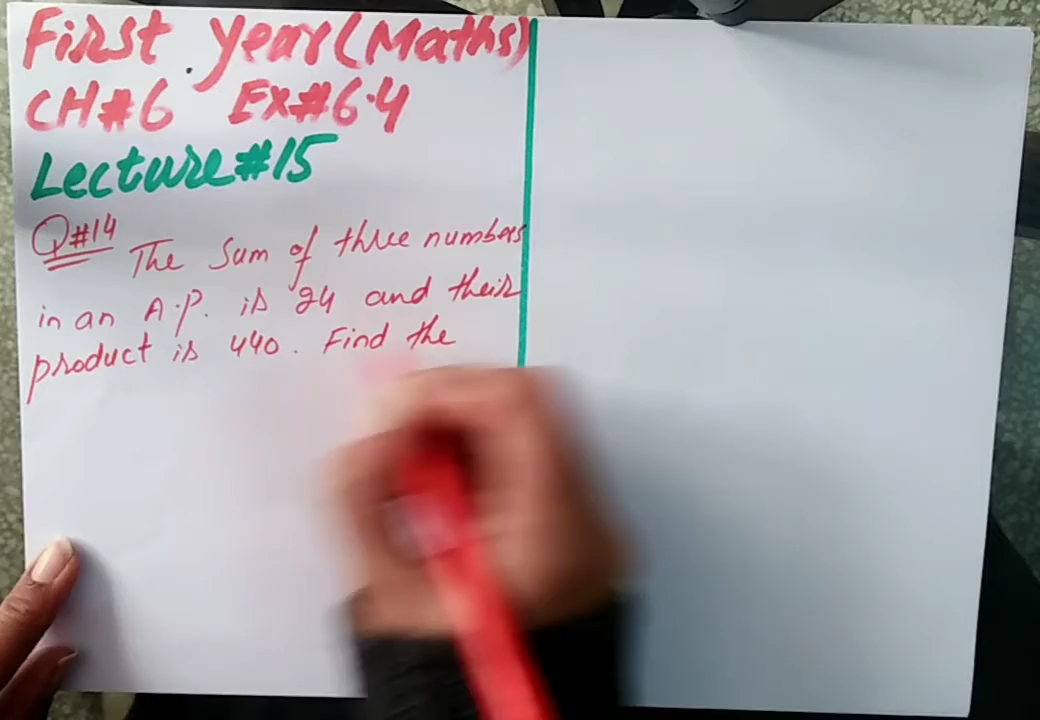 First year (Maths)
CH#6 Ex#6.4
Lecture#15
Q#14 The Sum of three numbers
in an A.P. is 24 and their
product is 440. Find the